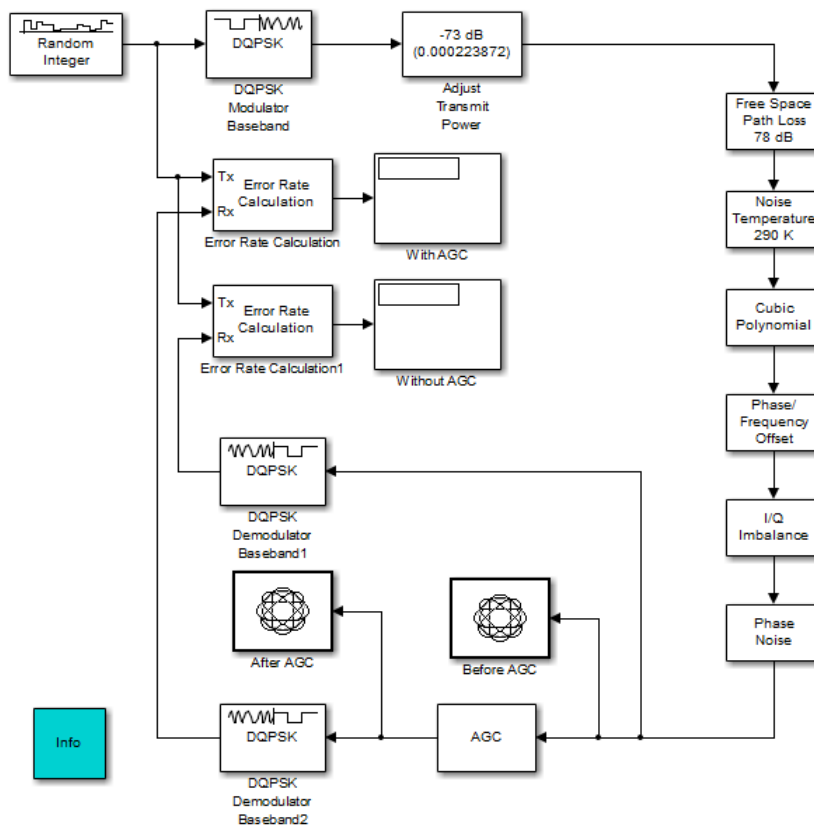 Random
Integer
DQPSK
DQPSK
Modulator
Baseband
-73 dB
(0.000223872)
Adjust
Transmit
Power
Free Space
Path Loss
78 dB
Noise
Temperature
290 K
Cubic
Polynomial
Phase/
Frequency
Offset
I/Q
Imbalance
Phase
Noise
Tx
Rx
Error Rate
Calculation
Error Rate Calculation
With AGC
Tx
Rx
Error Rate
Calculation
Error Rate Calculation1
Without AGC
DQPSK
DQPSK
Demodulator
Baseband1
After AGC
Before AGC
Info
DQPSK
DQPSK
Demodulator
Baseband2
AGC